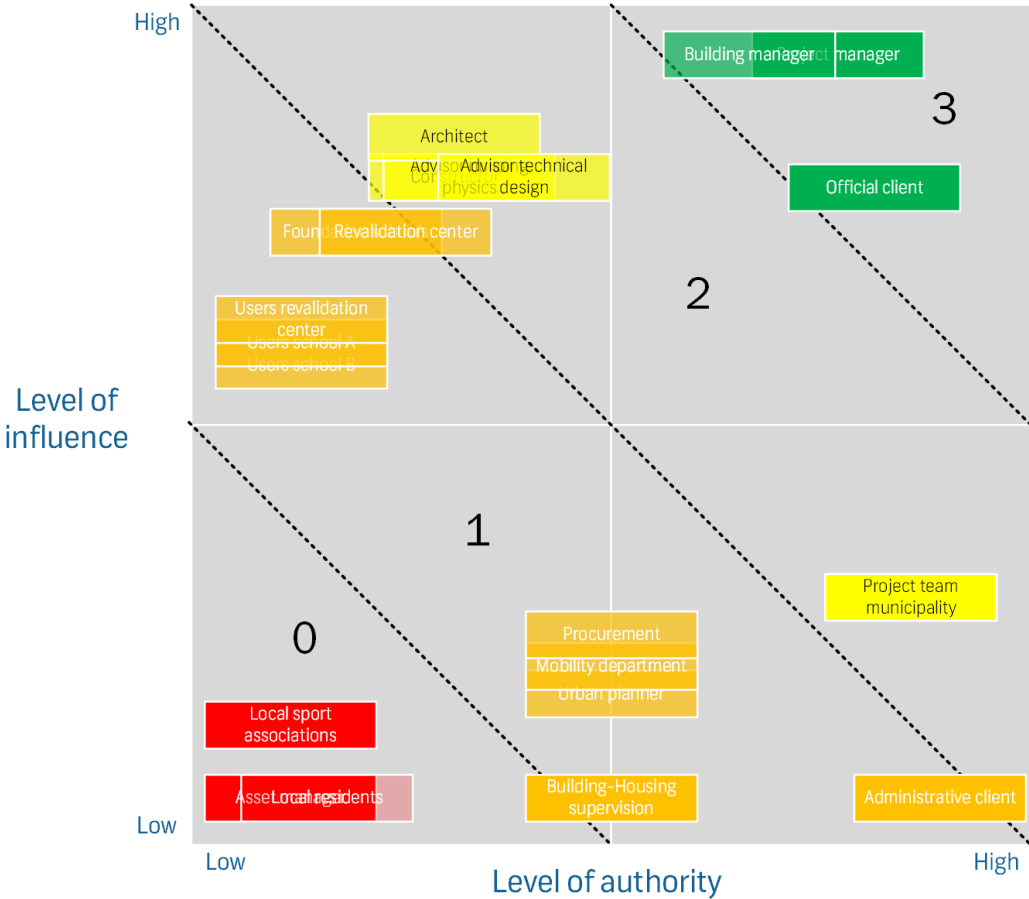 High
Building manager
manager
3
Architect
Advisor technical
physics design
Official client
Revalidation center
2
Users revalidation
center
Users school A
Users school B
Level of
influence
1
Project team
municipality
0
Procurement
Mobility department
Urban planner
Local sport
associations
Local residents
Building-Housing
supervision
Administrative client
Low
Low
High
Level of authority